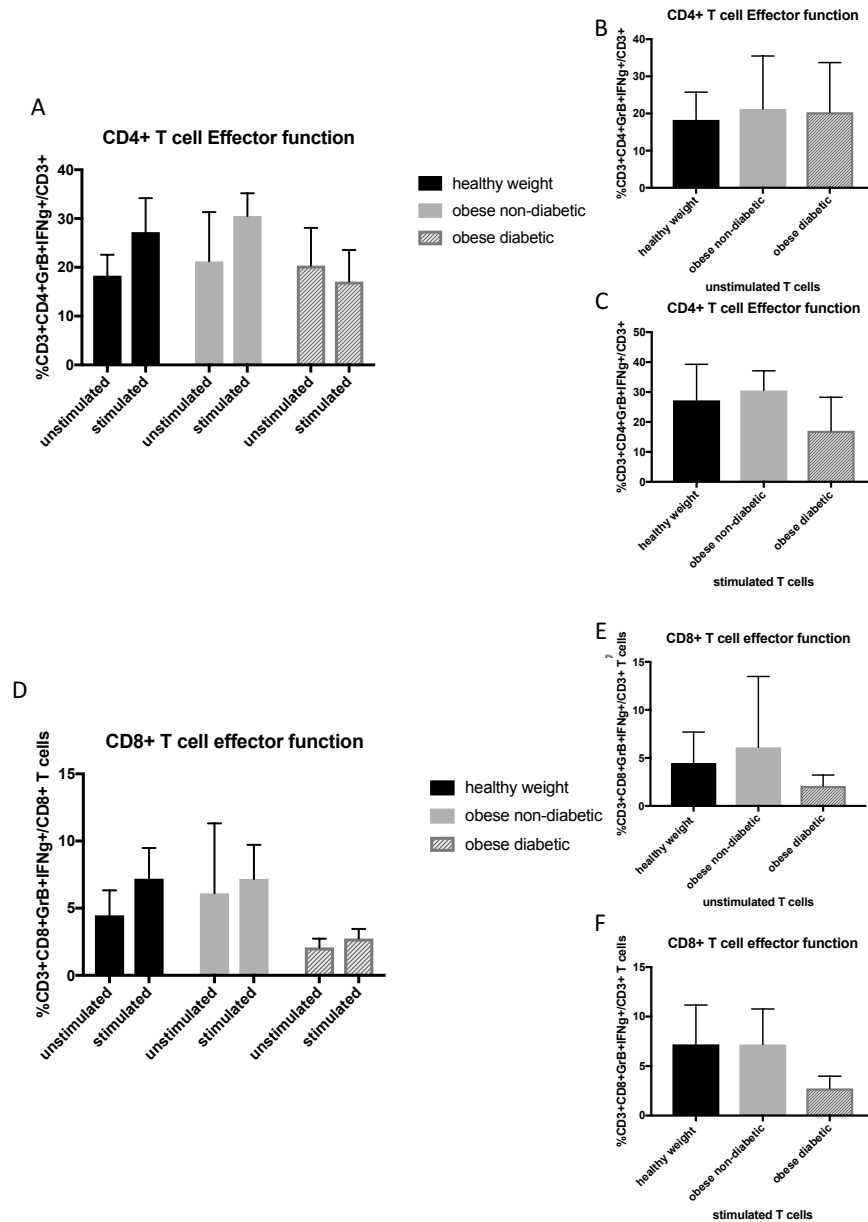 A
CD4+ T cell Effector function
%CD3+CD4+GrB+IFNg+/CD3+
40
30
20
10
0
unstimulated
stimulated
unstimulated
stimulated
unstimulated
stimulated
healthy weight
obese non-diabetic
obese diabetic
B
CD4+ T cell Effector function
%CD3+CD4+GrB+IFNg+/CD3+
40
30
20
10
0
healthy weight
obese non-diabetic
obese diabetic
unstimulated T cells
C
CD4+ T cell Effector function
%CD3+CD4+GrB+IFNg+/CD3+
50
40
30
20
10
0
healthy weight
obese non-diabetic
obese diabetic
stimulated T cells
D
CD8+ T cell effector function
%CD3+CD8+GrB+IFNg+/CD8+ T cells
15
10
5
0
unstimulated
stimulated
unstimulated
stimulated
unstimulated
stimulated
healthy weight
obese non-diabetic
obese diabetic
E
CD8+ T cell effector function
%CD3+CD8+GrB+IFNg+/CD3+ T cells
15
10
5
0
healthy weight
obese non-diabetic
obese diabetic
unstimulated T cells
F
CD8+ T cell effector function
%CD3+CD8+GrB+IFNg+/CD3+ T cells
15
10
5
0
healthy weight
obese non-diabetic
obese diabetic
stimulated T cells